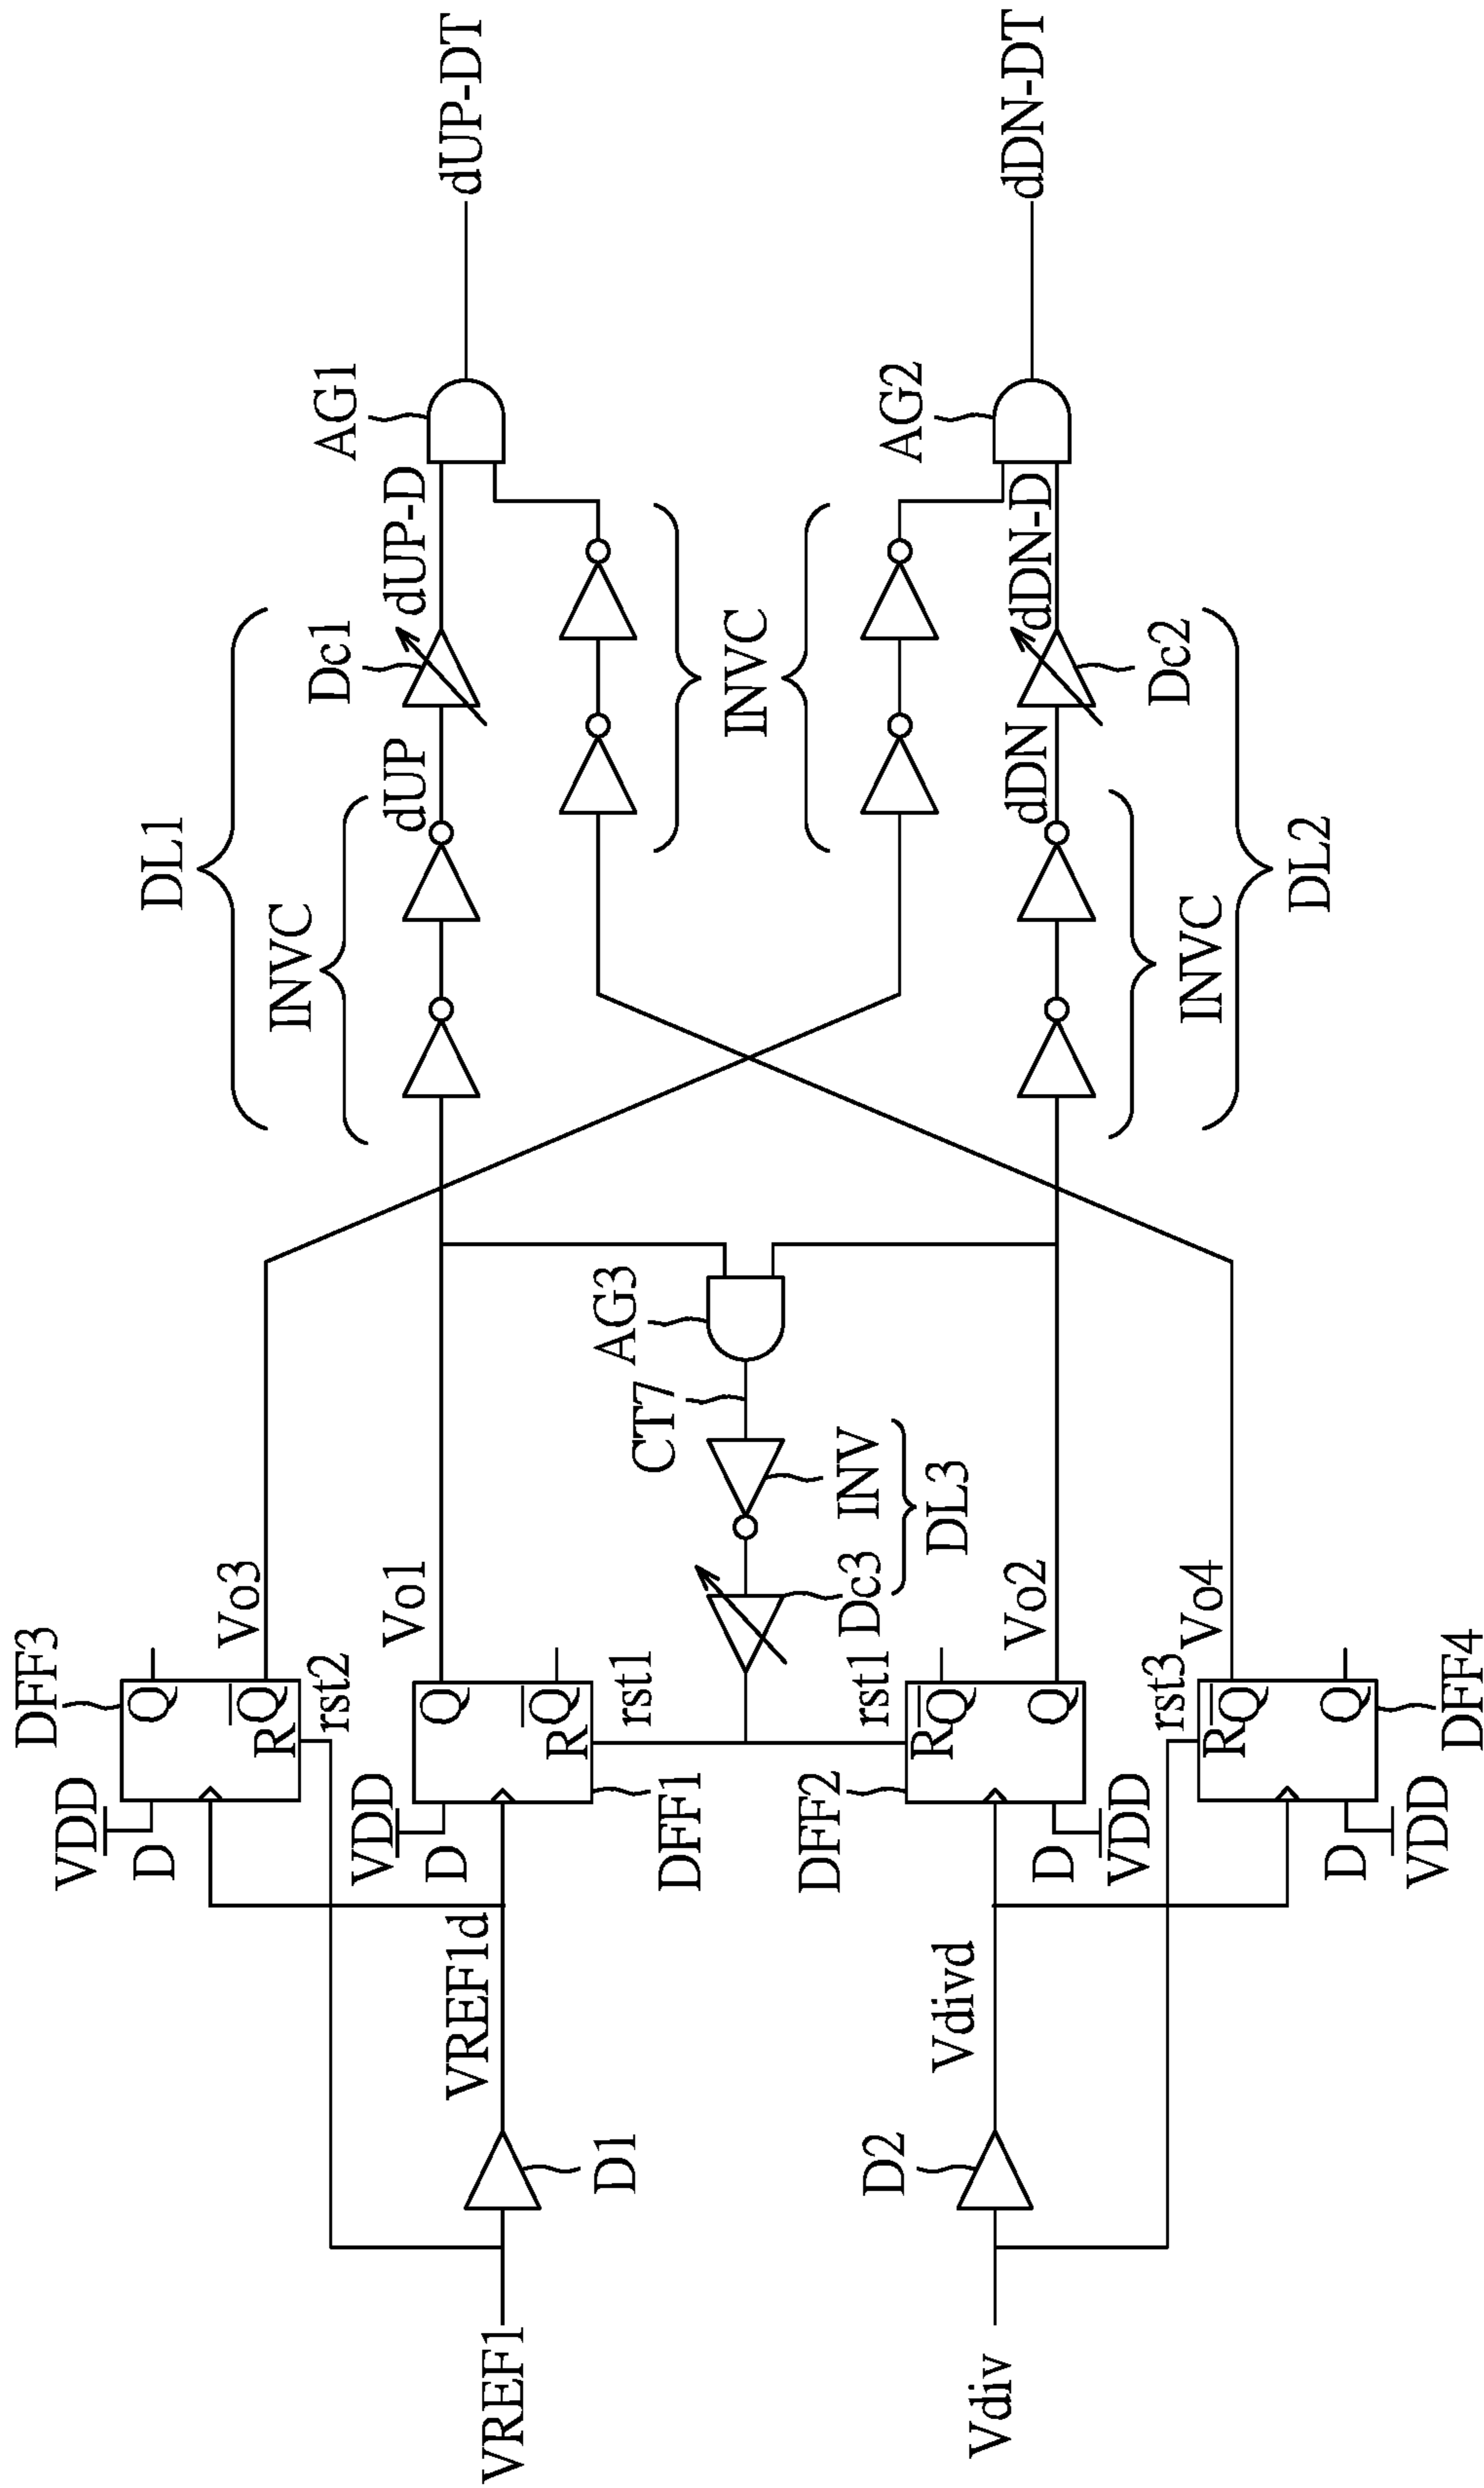 VREF1
D1
VREF1d
VDD
D
DFF3
Q
Q
R
rst2
Vo3
VDD
D
Q
Q
R
rst1
DFF1
Vo1
Vdiv
D2
Vdivd
DFF2
R
Q
Q
rst1
D
VDD
Vo2
rst3
R
Q
Q
D
VDD
DFF4
Vo4
Dc3
INV
DL3
CT7
AG3
DL1
INVC
dUP
Dc1
dUP-D
AG1
dUP-DT
INVC
dDN
Dc2
dDN-D
AG2
dDN-DT
INVC
DL2